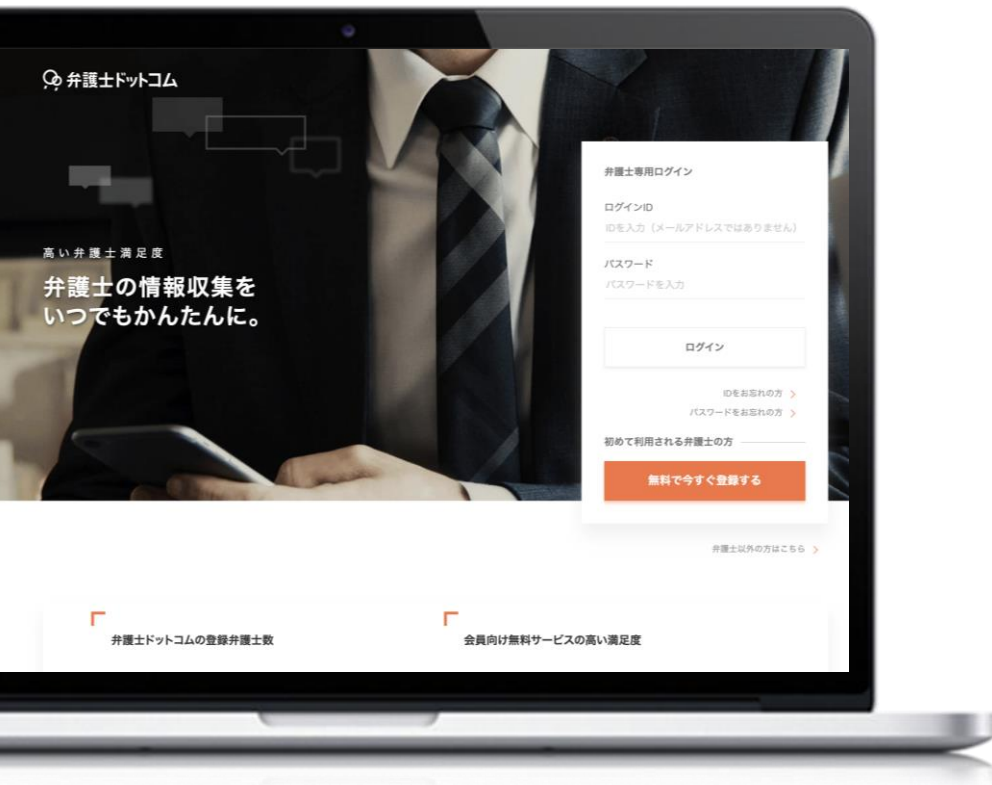 弁護士ドットコム
高い弁護士満足度
弁護士の情報収集を
いつでもかんたんに。
弁護士専用ログイン
ログインID
IDを入力（メールアドレスではありません）
パスワード
パスワードを入力
ログイン
IDをお忘れの方
パスワードをお忘れの方
初めて利用される弁護士の方
無料で今すぐ登録する
弁護士以外の方はこちら
弁護士ドットコムの登録弁護士数
会員向け無料サービスの高い満足度